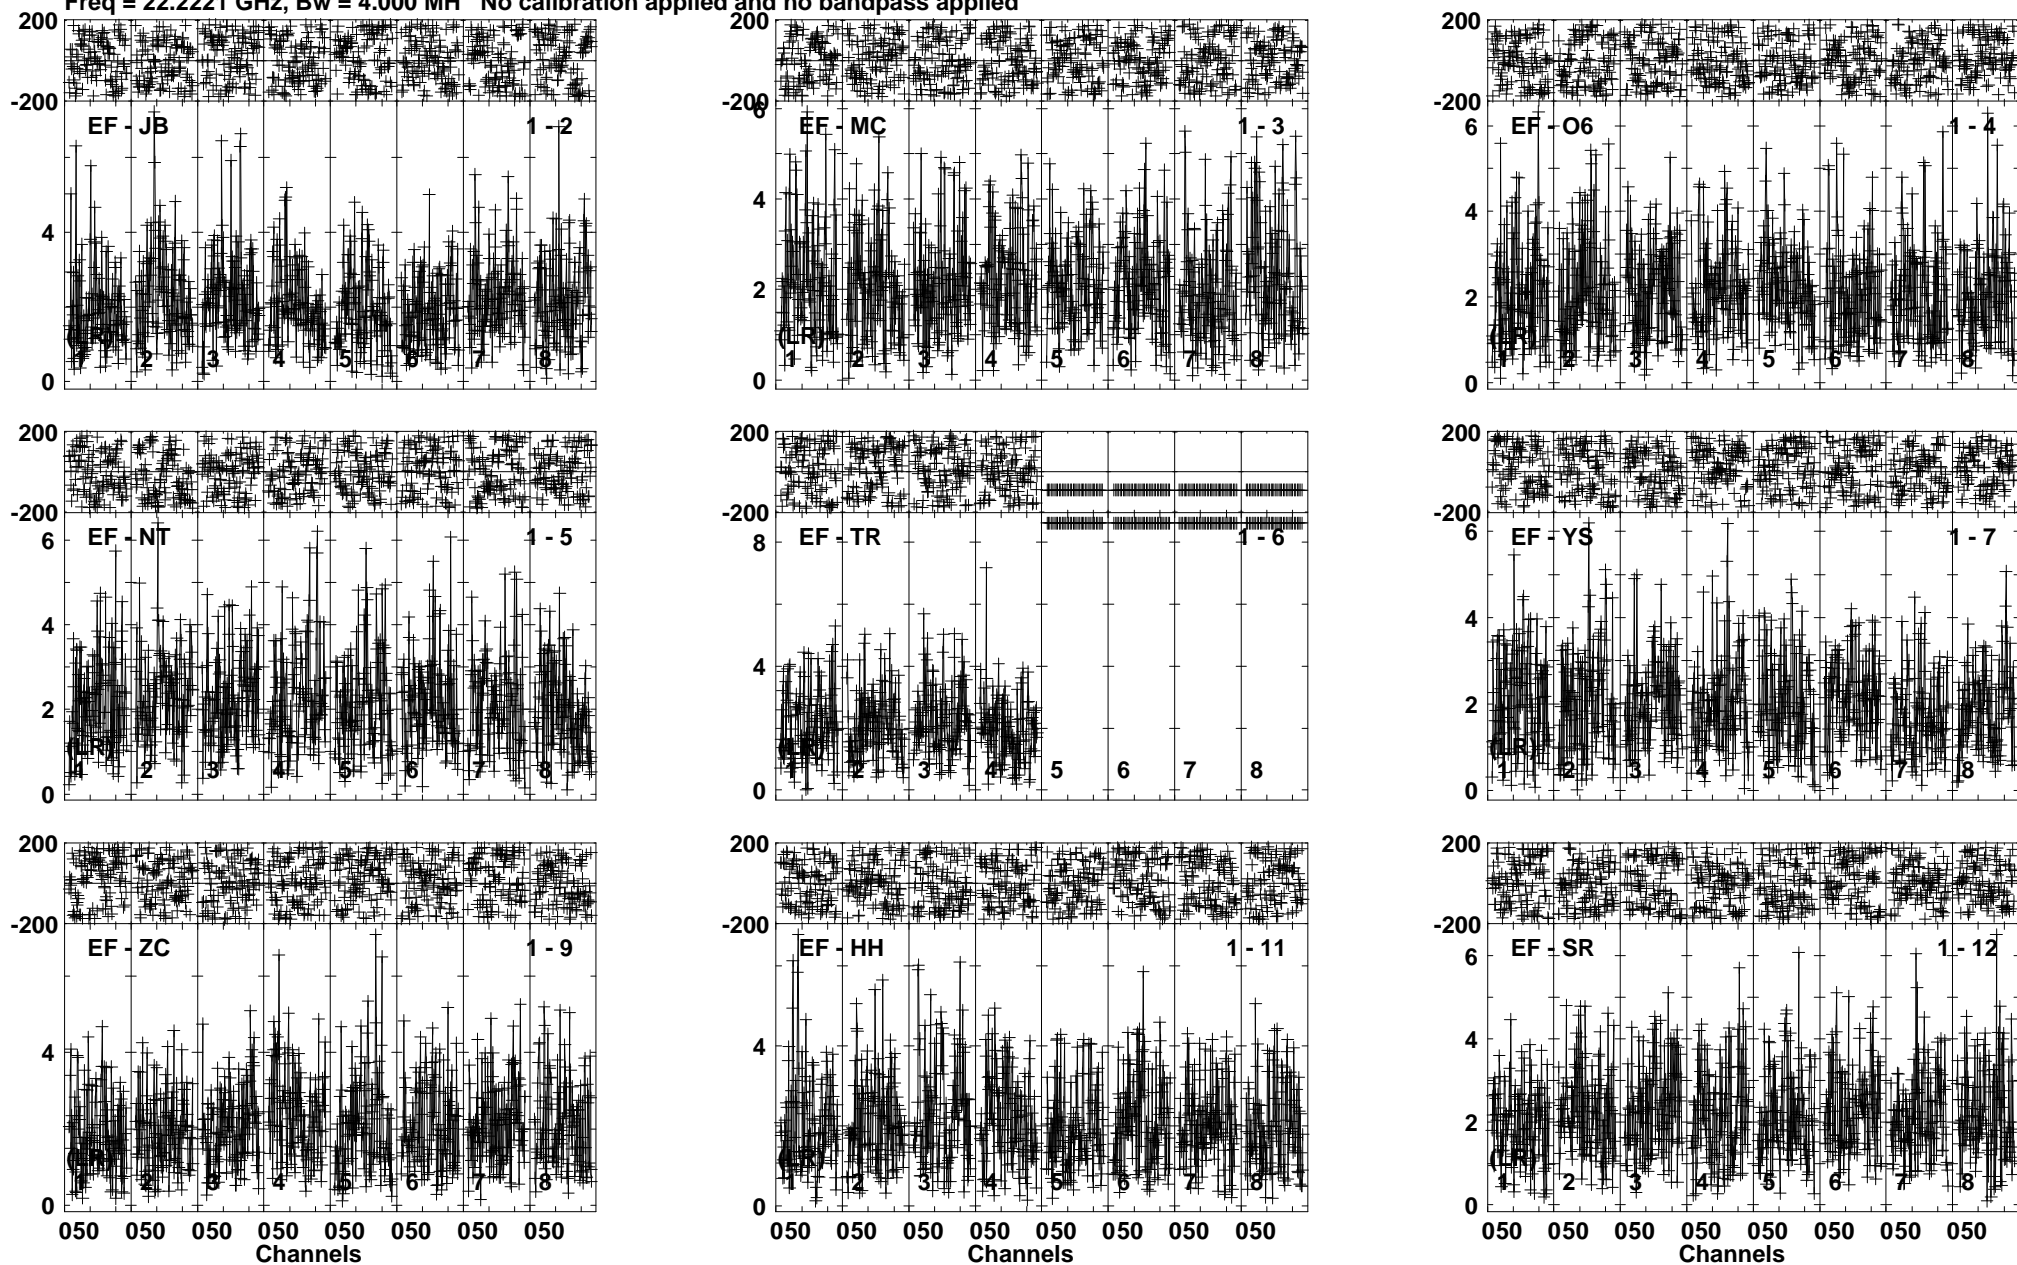 Freq = 22.2221 GHz, Bw = 4.000 MH No calibration applied and no bandpass applied
200 200 200
-200 -200 -200
EF - JB 1 - 2 EF - MC 1 - 3 EF - O6 1 - 4
6 6
4 4 4
2 2
(LR) (LR) (LR)
1 2 3 4 5 6 7 8 1 2 3 4 5 6 7 8 1 2 3 4 5 6 7 8
0 0 0
200 200 200
-200 -200 -200
EF - NT 1 - 5 EF - TR 1 - 6 EF - YS 1 - 7
6 8 6
4 4 4
2 2
(LR) (LR) (LR)
1 2 3 4 5 6 7 8 1 2 3 4 5 6 7 8 1 2 3 4 5 6 7 8
0 0 0
200 200 200
-200 -200 -200
EF - ZC 1 - 9 EF - HH 1 - 11 EF - SR 1 - 12
6
4 4 4
2
(LR) (LR) (LR)
1 2 3 4 5 6 7 8 1 2 3 4 5 6 7 8 1 2 3 4 5 6 7 8
0 0 0
050 050 050 050 050 050 050 050 050 050 050 050 050 050 050 050 050 050 050 050 050 050 050 050
Channels Channels Channels